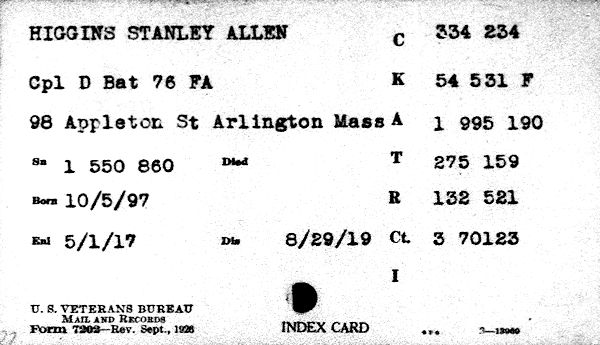 HIGGINS STANLEY ALLEN C 334 234
Cpl D Bat 76 FA K 54 531 F
98 Appleton St Arlington Mass A 1 995 190
Sn 1 550 860 Died T 275 159
Born 10/5/97 R 132 521
Enl 5/1/17 Dis 8/29/19 Ct. 3 70123
I
U. S. VETERANS BUREAU
MAIL AND RECORDS
Form 7202—Rev. Sept., 1926 INDEX CARD